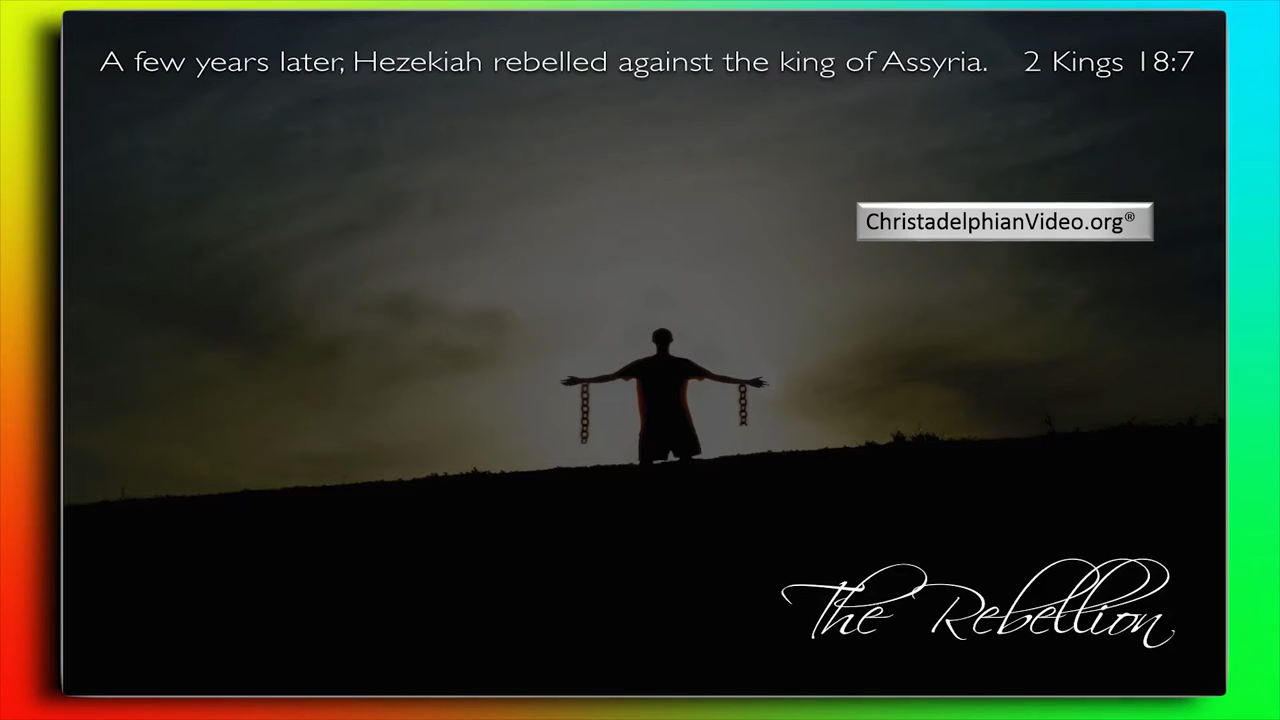 A few years later, Hezekiah rebelled against the king of Assyria. 2 Kings 18:7
ChristadelphianVideo.org®
The Rebellion